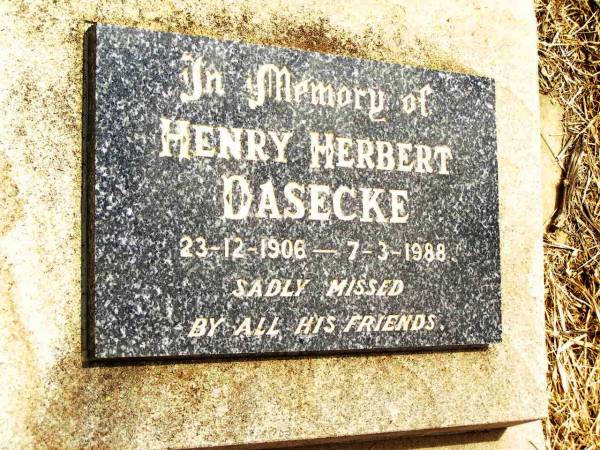 In Memory of
HENRY HERBERT
DASECKE
23-12-1906 — 7-3-1988
SADLY MISSED
BY ALL HIS FRIENDS.